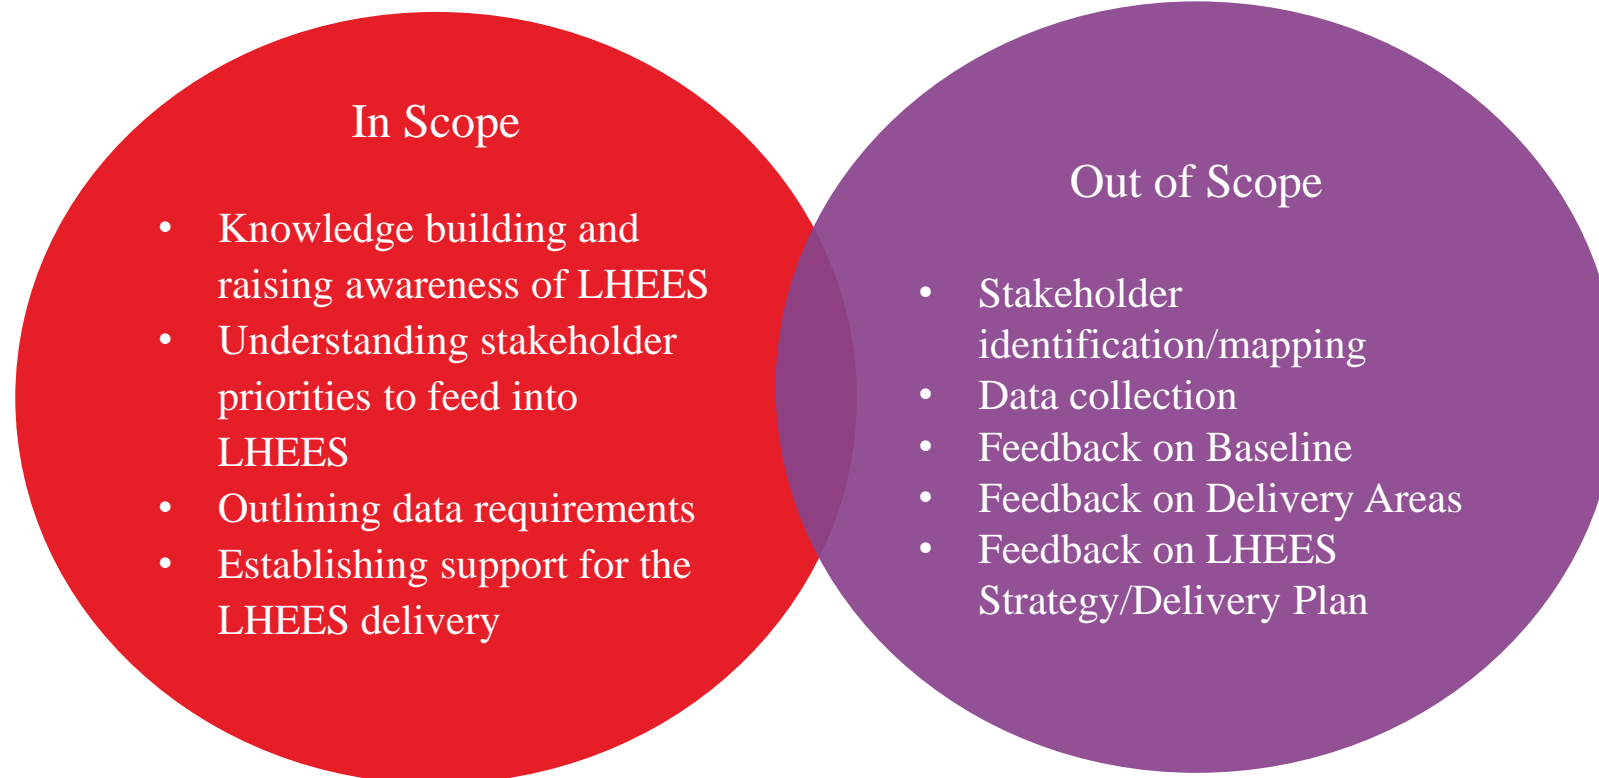 In Scope
• Knowledge building and
raising awareness of LHEES
• Understanding stakeholder
priorities to feed into
LHEES
• Outlining data requirements
• Establishing support for the
LHEES delivery
Out of Scope
• Stakeholder
identification/mapping
• Data collection
• Feedback on Baseline
• Feedback on Delivery Areas
• Feedback on LHEES
Strategy/Delivery Plan